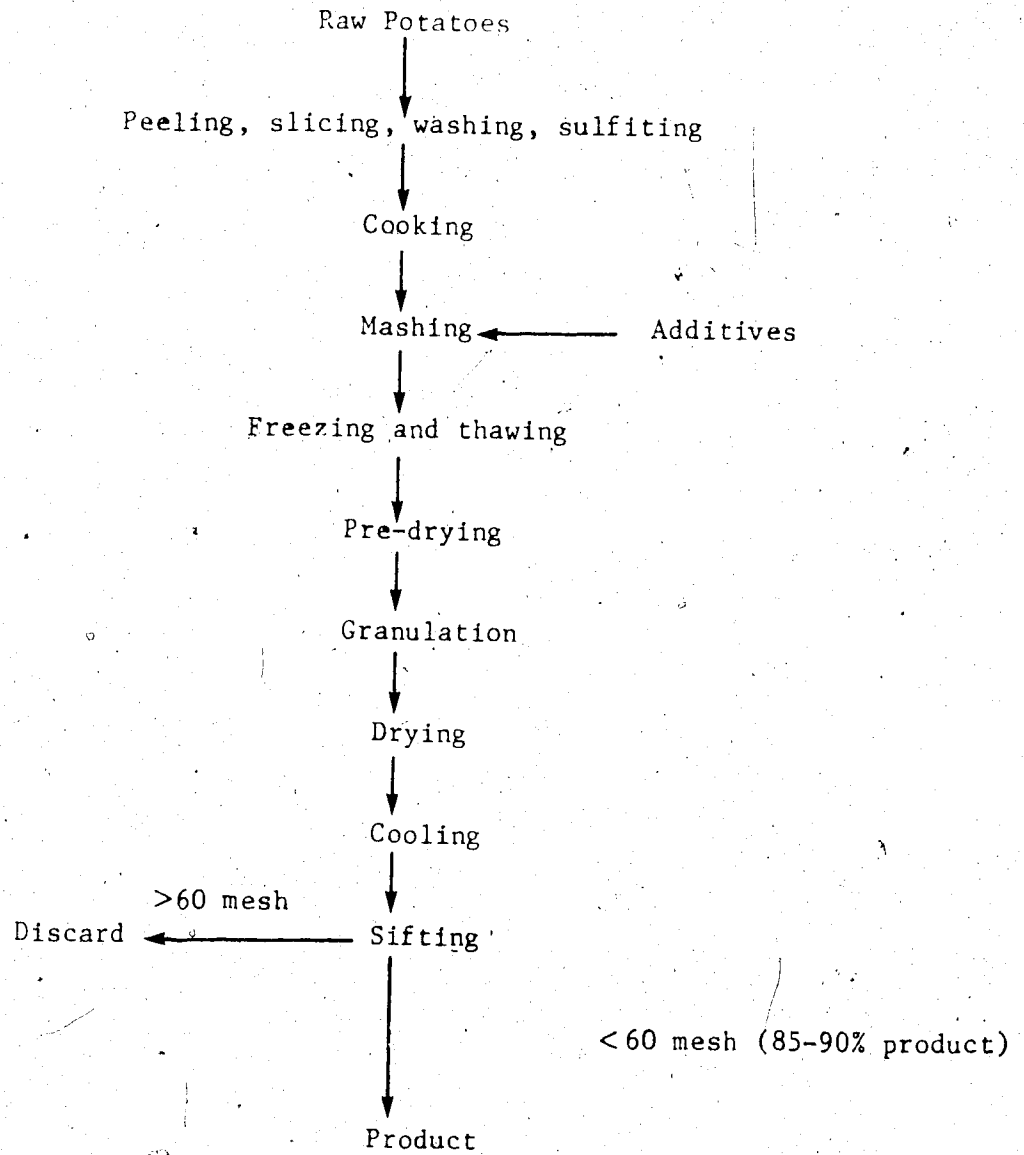 Raw Potatoes
Peeling, slicing, washing, sulfiting
Cooking
Mashing
Additives
Freezing and thawing
Pre-drying
Granulation
Drying
Cooling
>60 mesh
Discard
Sifting
<60 mesh (85-90% product)
Product